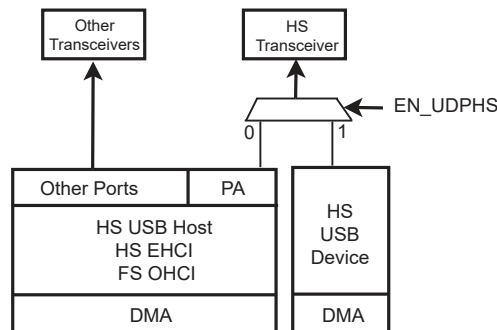 Other
Transceivers
HS
Transceiver
EN_UDPHS
0
1
Other Ports
PA
HS USB Host
HS EHCI
FS OHCI
DMA
HS
USB
Device
DMA